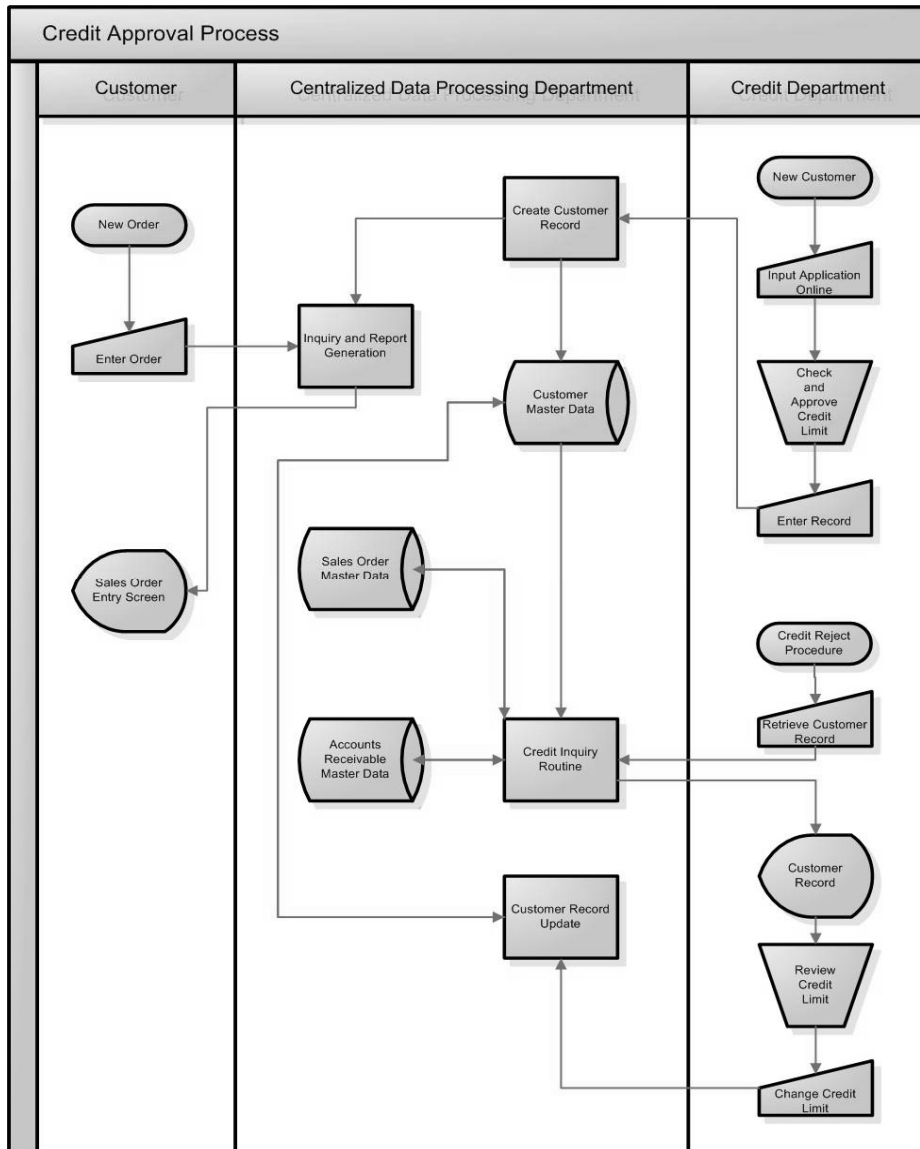 Credit Approval Process
Customer
Centralized Data Processing Department
Credit Department
New Order
Enter Order
Sales Order
Entry Screen
Create Customer
Record
Inquiry and Report
Generation
Customer
Master Data
Sales Order
Master Data
Accounts
Receivable
Master Data
Credit Inquiry
Routine
Customer Record
Update
New Customer
Input Application
Online
Check
and
Approve
Credit
Limit
Enter Record
Credit Reject
Procedure
Retrieve Customer
Record
Customer
Record
Review
Credit
Limit
Change Credit
Limit